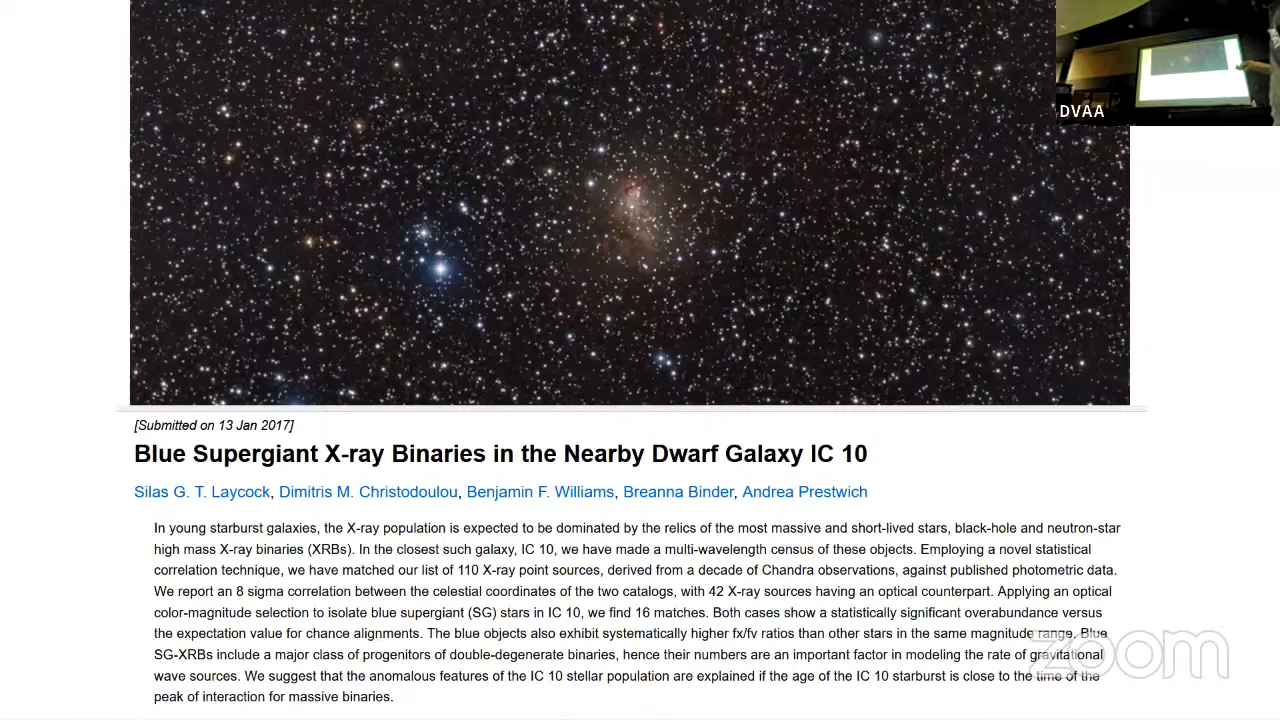 DVAA
[Submitted on 13 Jan 2017]
Blue Supergiant X-ray Binaries in the Nearby Dwarf Galaxy IC 10
Silas G. T. Laycock, Dimitris M. Christodoulou, Benjamin F. Williams, Breanna Binder, Andrea Prestwich
In young starburst galaxies, the X-ray population is expected to be dominated by the relics of the most massive and short-lived stars, black-hole and neutron-star
high mass X-ray binaries (XRBs). In the closest such galaxy, IC 10, we have made a multi-wavelength census of these objects. Employing a novel statistical
correlation technique, we have matched our list of 110 X-ray point sources, derived from a decade of Chandra observations, against published photometric data.
We report an 8 sigma correlation between the celestial coordinates of the two catalogs, with 42 X-ray sources having an optical counterpart. Applying an optical
color-magnitude selection to isolate blue supergiant (SG) stars in IC 10, we find 16 matches. Both cases show a statistically significant overabundance versus
the expectation value for chance alignments. The blue objects also exhibit systematically higher fx/fv ratios than other stars in the same magnitude range. Blue
SG-XRBs include a major class of progenitors of double-degenerate binaries, hence their numbers are an important factor in modeling the rate of gravitational
wave sources. We suggest that the anomalous features of the IC 10 stellar population are explained if the age of the IC 10 starburst is close to the time of the
peak of interaction for massive binaries.
zoom